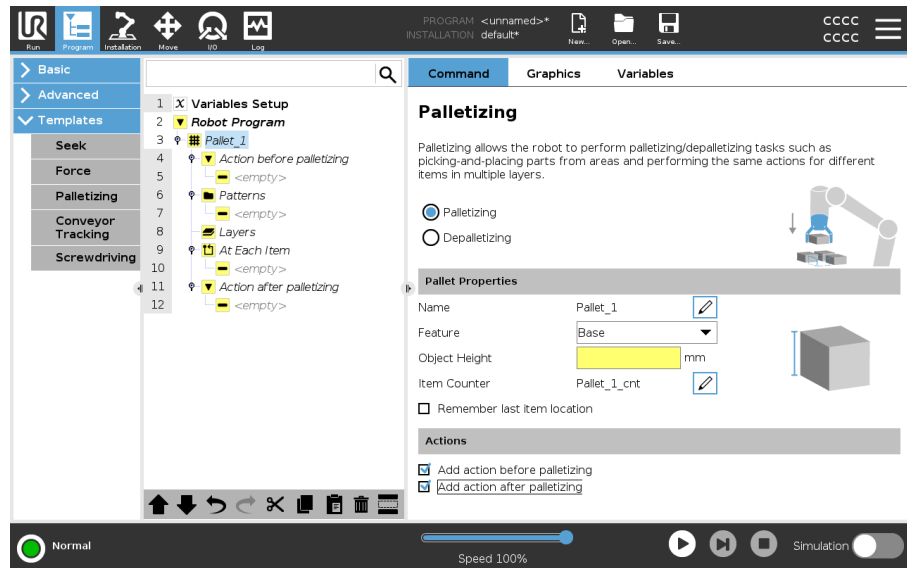 PROGRAM <unnamed>*
INSTALLATION default*
CCCC
CCCC
Run
Program
Installation
Move
I/O
Log
New...
Open...
Save...
Basic
Advanced
Templates
Seek
Force
Palletizing
Conveyor
Tracking
Screwdriving
1 X Variables Setup
2 Robot Program
3 Pallet_1
4 Action before palletizing
5 <empty>
6 Patterns
7 <empty>
8 Layers
9 At Each Item
10 <empty>
11 Action after palletizing
12 <empty>
Command Graphics Variables
Palletizing
Palletizing allows the robot to perform palletizing/depalletizing tasks such as
picking-and-placing parts from areas and performing the same actions for different
items in multiple layers.
Palletizing
Depalletizing
Pallet Properties
Name Pallet_1
Feature Base
Object Height mm
Item Counter Pallet_1_cnt
Remember last item location
Actions
Add action before palletizing
Add action after palletizing
Normal
Speed 100%
Simulation